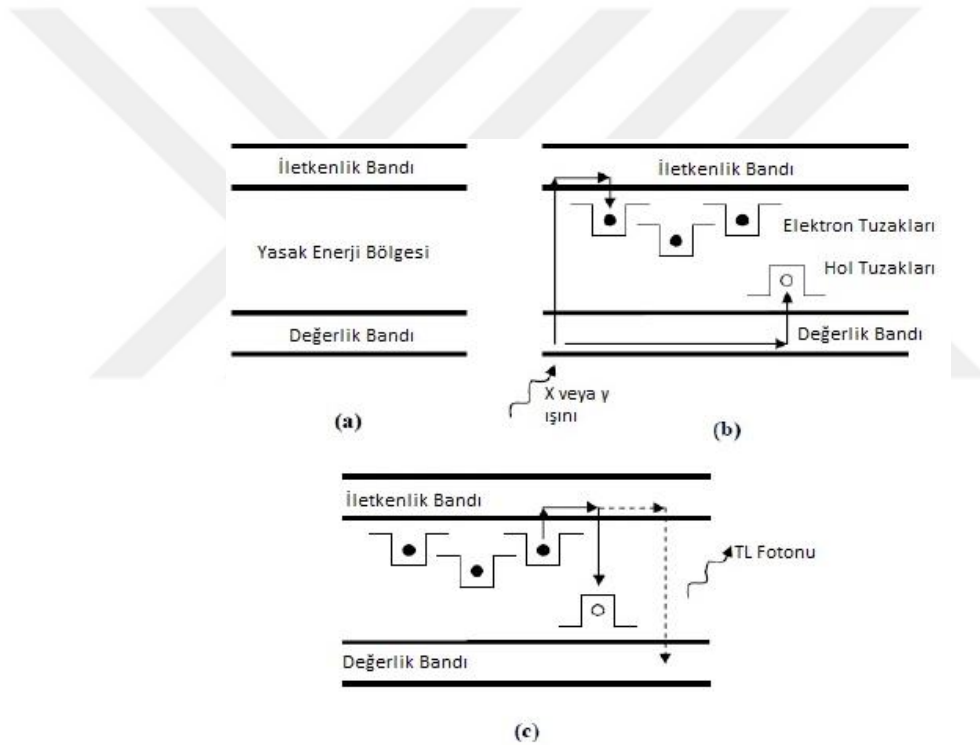 İletkenlik Bandı
Yasak Enerji Bölgesi
Değerlik Bandı
(a)
İletkenlik Bandı
Elektron Tuzakları
Hol Tuzakları
Değerlik Bandı
X veya y
ışını
(b)
İletkenlik Bandı
TL Fotonu
Değerlik Bandı
(c)